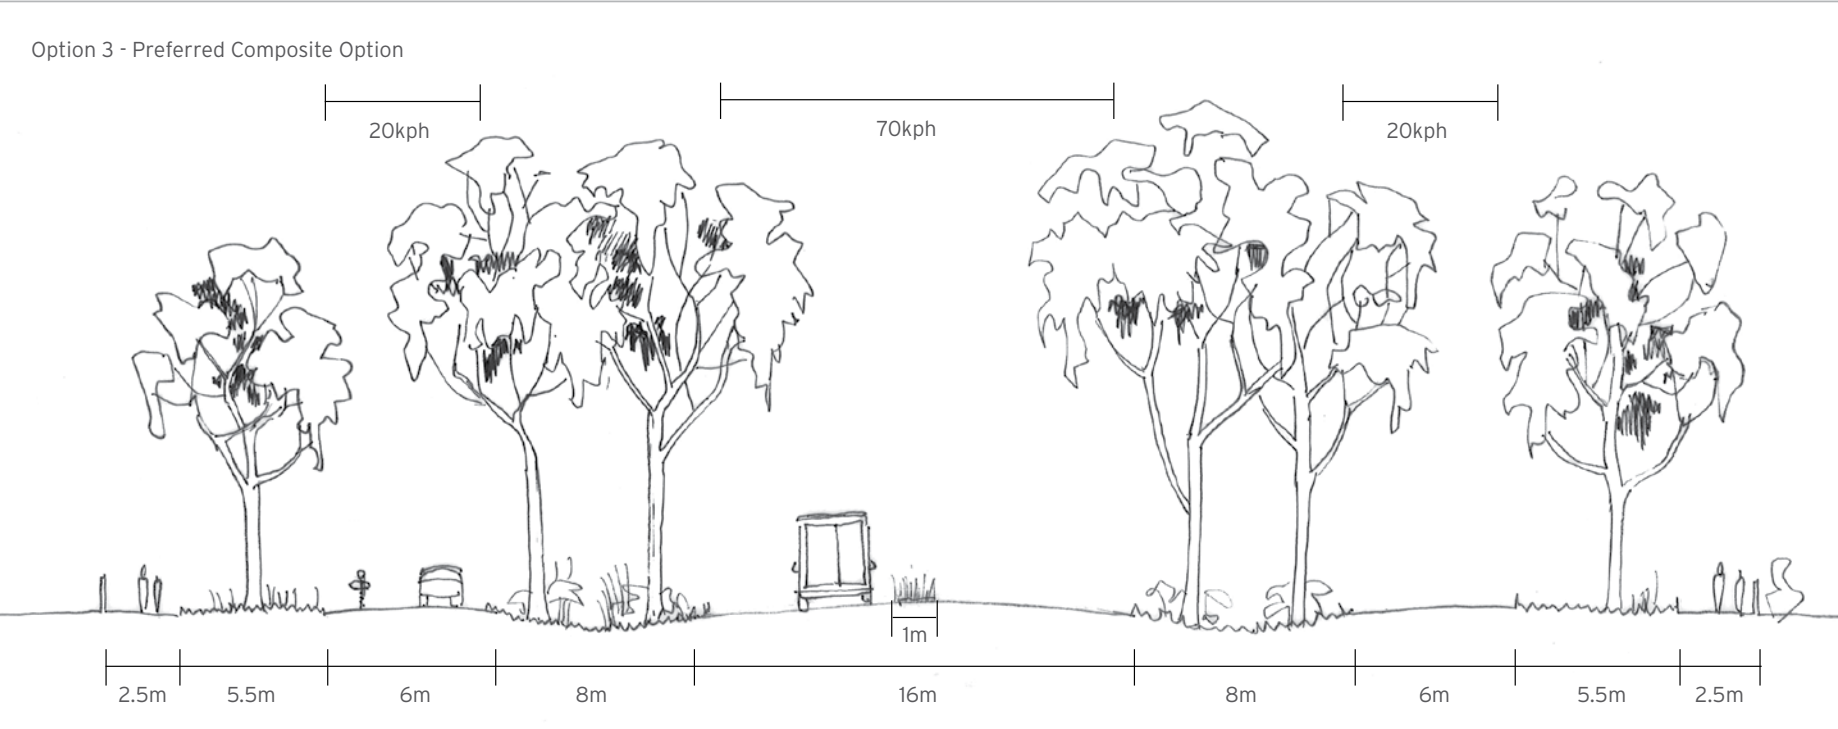 Option 3 - Preferred Composite Option
20kph
70kph
20kph
1m
2.5m
5.5m
6m
8m
16m
8m
6m
5.5m
2.5m